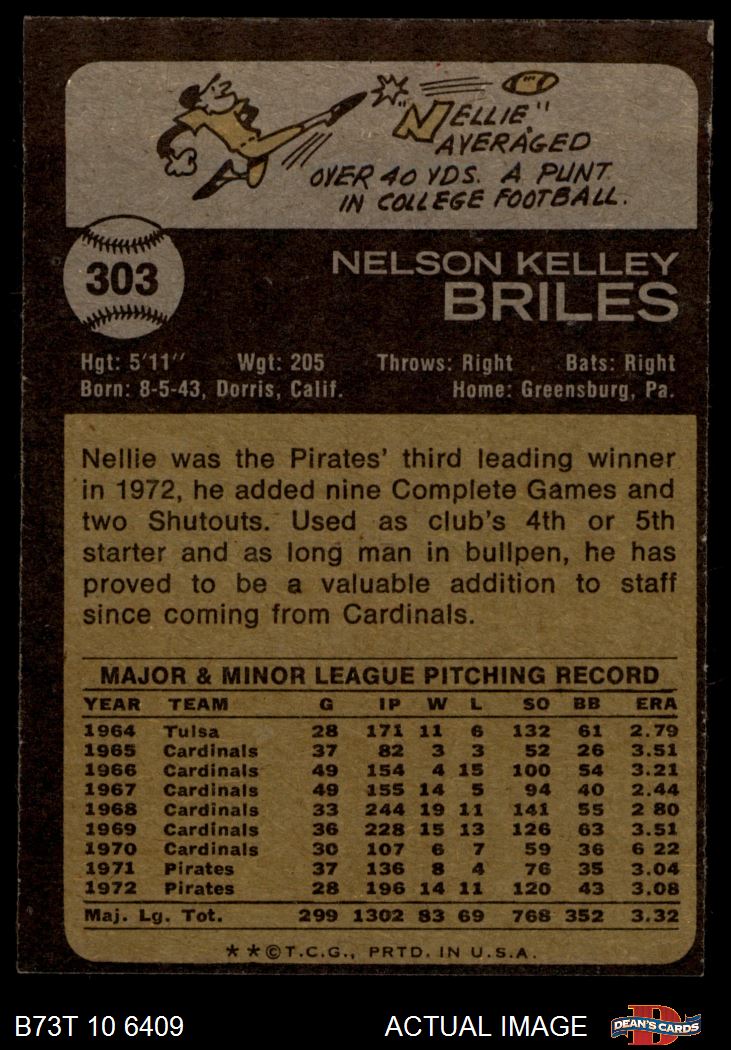 "NELLIE"
AVERAGED
OVER 40 YDS. A PUNT
IN COLLEGE FOOTBALL.
303
NELSON KELLEY
BRILES
Hgt: 5'11" Wgt: 205 Throws: Right Bats: Right
Born: 8-5-43, Dorris, Calif. Home: Greensburg, Pa.
Nellie was the Pirates' third leading winner
in 1972, he added nine Complete Games and
two Shutouts. Used as club's 4th or 5th
starter and as long man in bullpen, he has
proved to be a valuable addition to staff
since coming from Cardinals.
MAJOR & MINOR LEAGUE PITCHING RECORD
YEAR TEAM G IP W L SO BB ERA
1964 Tulsa 28 171 11 6 132 61 2.79
1965 Cardinals 37 82 3 3 52 26 3.51
1966 Cardinals 49 154 4 15 100 54 3.21
1967 Cardinals 49 155 14 5 94 40 2.44
1968 Cardinals 33 244 19 11 141 55 2 80
1969 Cardinals 36 228 15 13 126 63 3.51
1970 Cardinals 30 107 6 7 59 36 6 22
1971 Pirates 37 136 8 4 76 35 3.04
1972 Pirates 28 196 14 11 120 43 3.08
Maj. Lg. Tot. 299 1302 83 69 768 352 3.32
**©T.C.G., PRTD. IN U.S.A.
B73T 10 6409 ACTUAL IMAGE DEAN'S CARDS